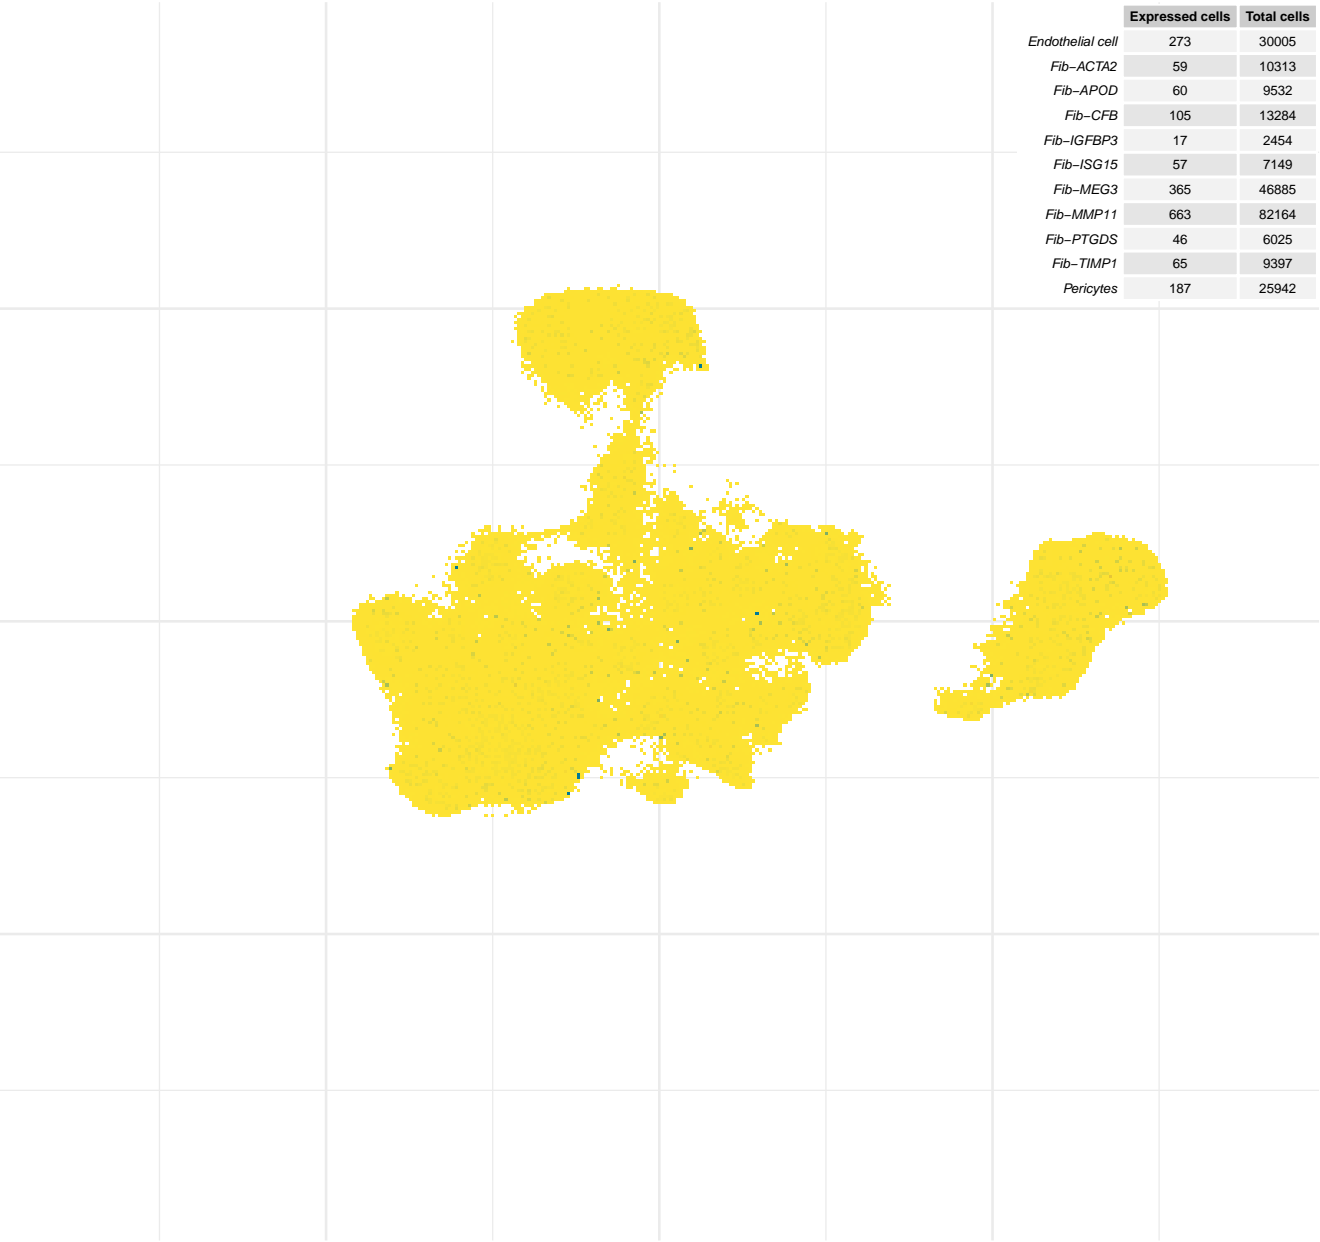 Expressed cells Total cells
Endothelial cell 273 30005
Fib−ACTA2 59 10313
Fib−APOD 60 9532
Fib−CFB 105 13284
Fib−IGFBP3 17 2454
Fib−ISG15 57 7149
Fib−MEG3 365 46885
Fib−MMP11 663 82164
Fib−PTGDS 46 6025
Fib−TIMP1 65 9397
Pericytes 187 25942